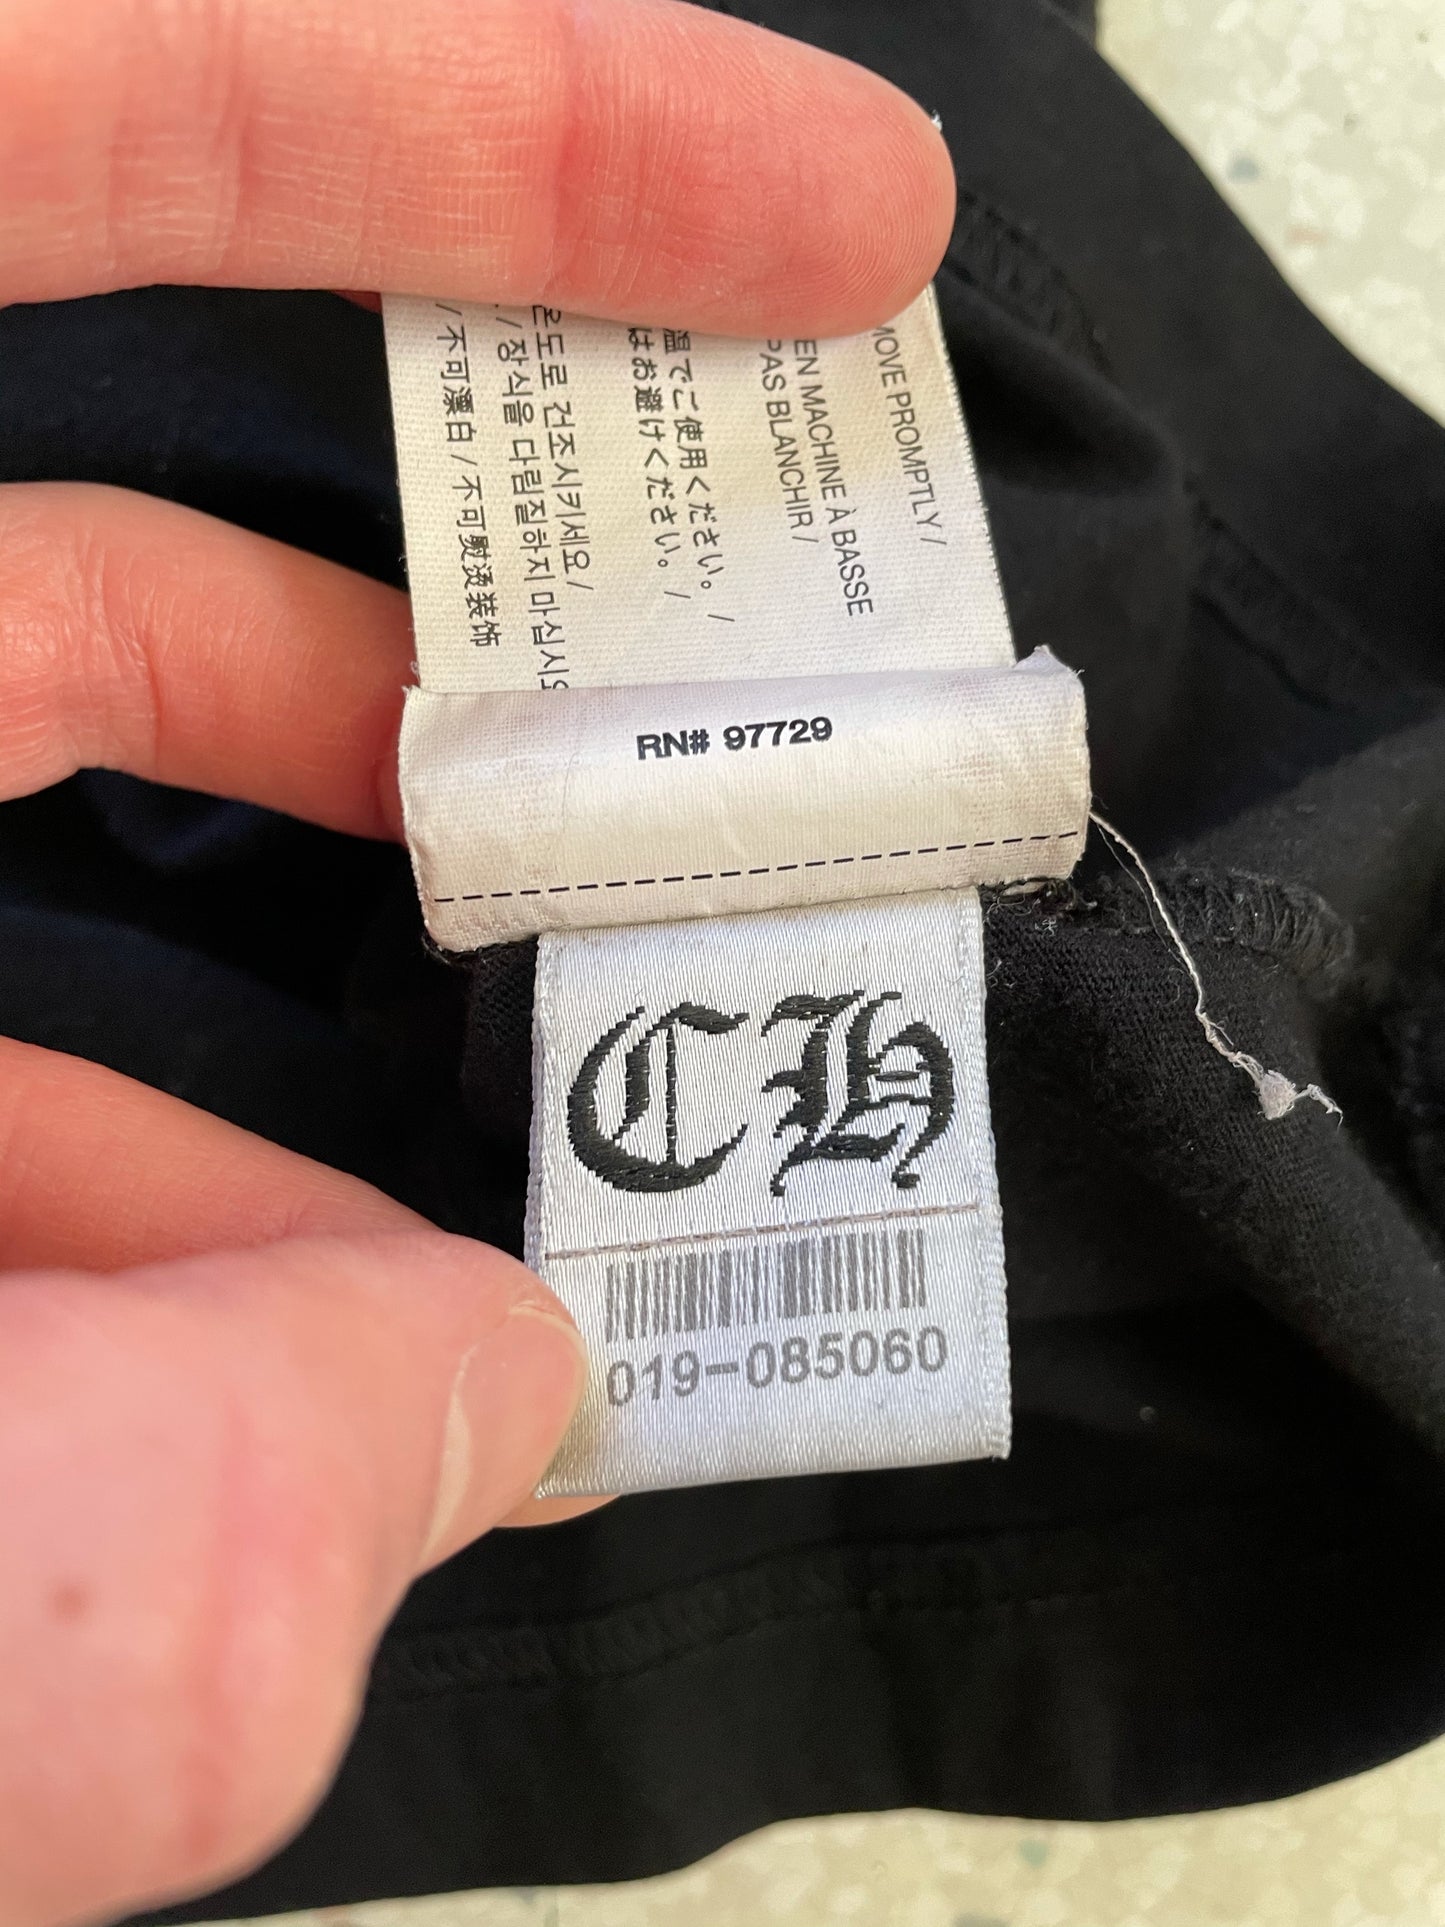 MOVE PROMPTLY /
EN MACHINE À BASSE
PAS BLANCHIR /
温でご使用ください。 /
はお避けください。 /
온도로 건조시키세요 /
/ 장식을 다림질하지 마십시오
/ 不可漂白 / 不可熨烫装饰
RN# 97729
CH
019-085060